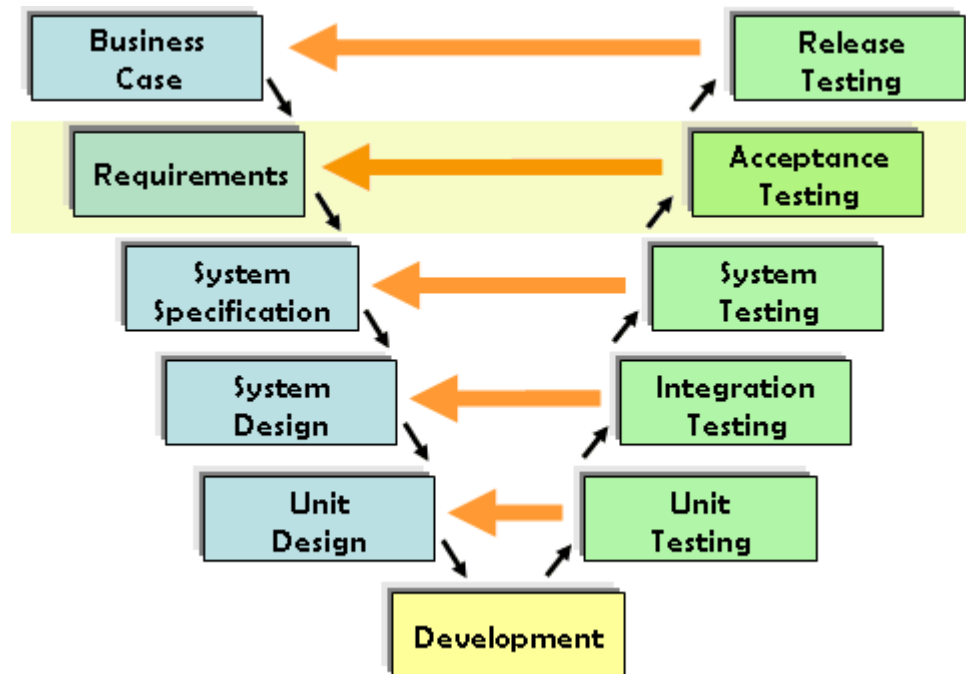 Business
Case
Release
Testing
Requirements
Acceptance
Testing
System
Specification
System
Testing
System
Design
Integration
Testing
Unit
Design
Unit
Testing
Development